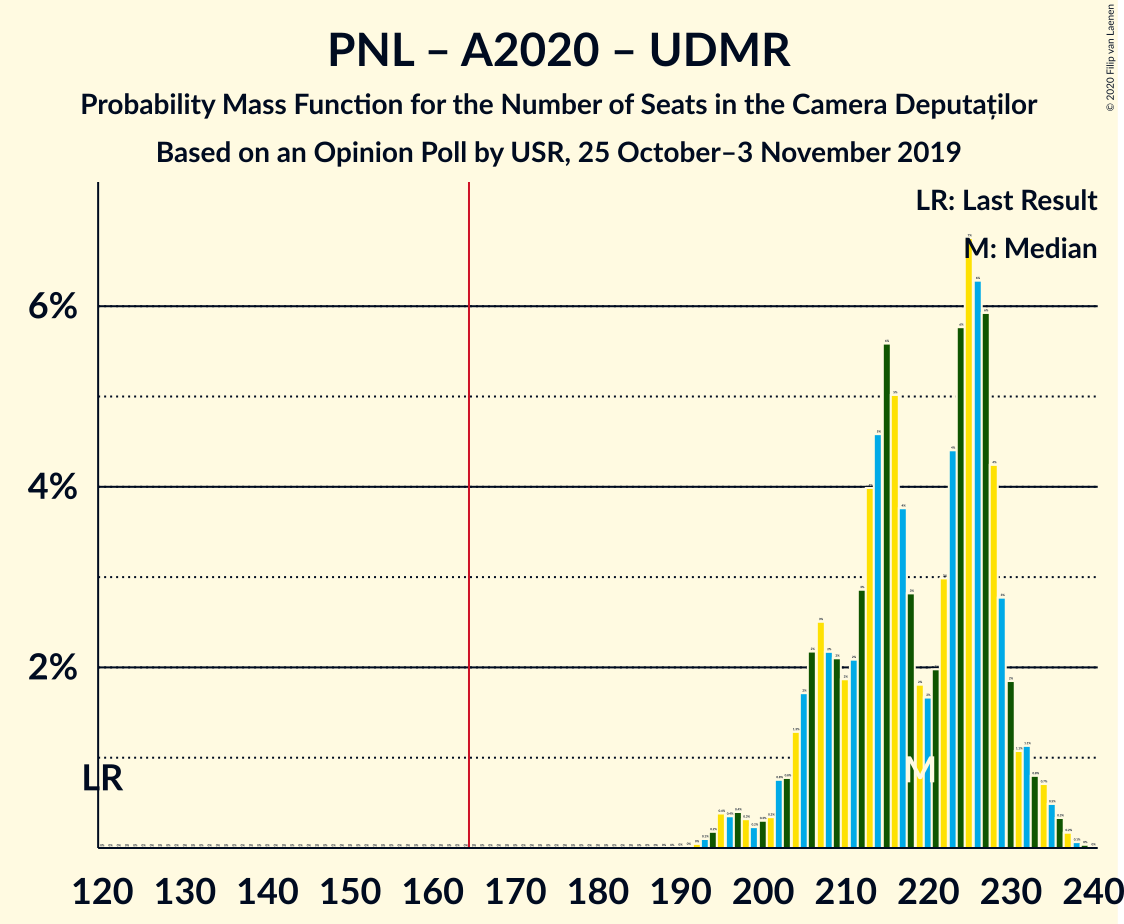 PNL – A2020 – UDMR
Probability Mass Function for the Number of Seats in the Camera Deputaților
Based on an Opinion Poll by USR, 25 October–3 November 2019
© 2020 Filip van Laenen
LR: Last Result
M: Median
6%
4%
2%
LR
M
120 130 140 150 160 170 180 190 200 210 220 230 240